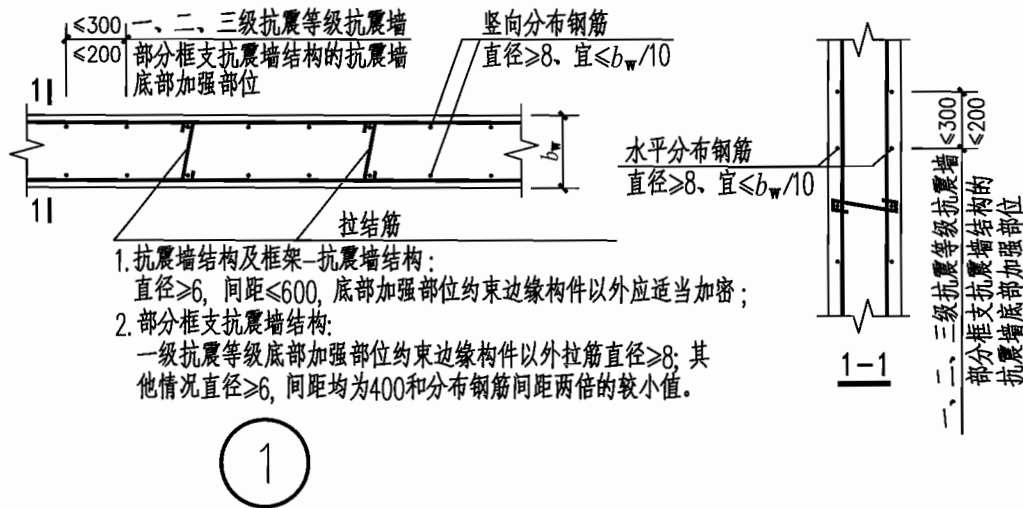 ≤300 一、二、三级抗震等级抗震墙
≤200 部分框支抗震墙结构的抗震墙
底部加强部位
竖向分布钢筋
直径≥8、宜≤bw/10
1
1
bw
拉结筋
1.抗震墙结构及框架-抗震墙结构：
直径≥6, 间距≤600, 底部加强部位约束边缘构件以外应适当加密；
2.部分框支抗震墙结构:
一级抗震等级底部加强部位约束边缘构件以外拉筋直径≥8; 其
他情况直径≥6, 间距均为400和分布钢筋间距两倍的较小值。
1
水平分布钢筋
直径≥8、宜≤bw/10
1-1
一、二、三级抗震等级抗震墙 ≤300
≤200
部分框支抗震墙结构的
抗震墙底部加强部位